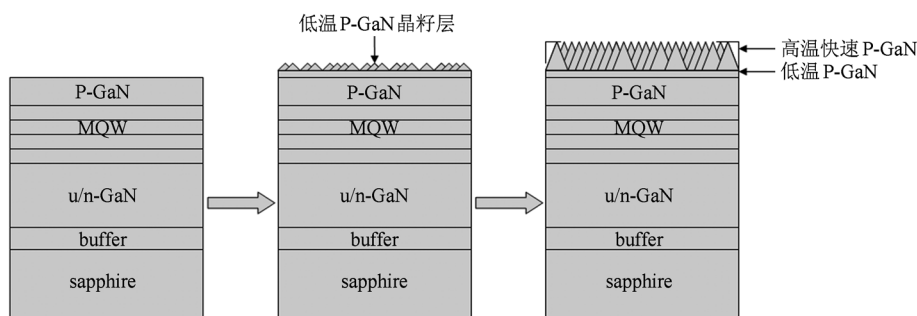 低温P-GaN晶籽层
高温快速P-GaN
低温P-GaN
P-GaN
MQW
u/n-GaN
buffer
sapphire
P-GaN
MQW
u/n-GaN
buffer
sapphire
P-GaN
MQW
u/n-GaN
buffer
sapphire